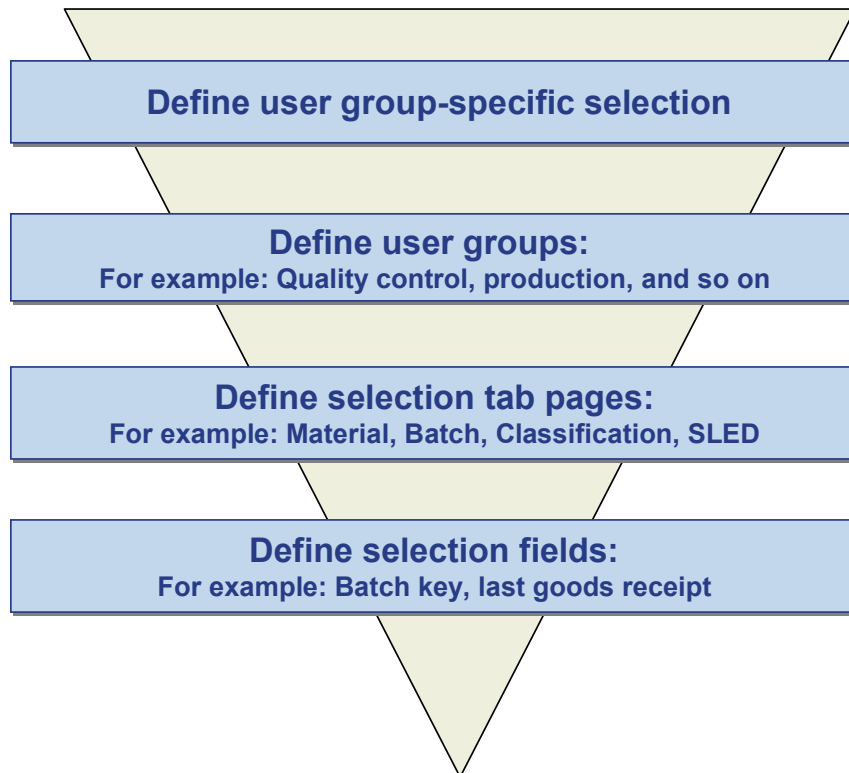 Define user group-specific selection
Define user groups:
For example: Quality control, production, and so on
Define selection tab pages:
For example: Material, Batch, Classification, SLED
Define selection fields:
For example: Batch key, last goods receipt